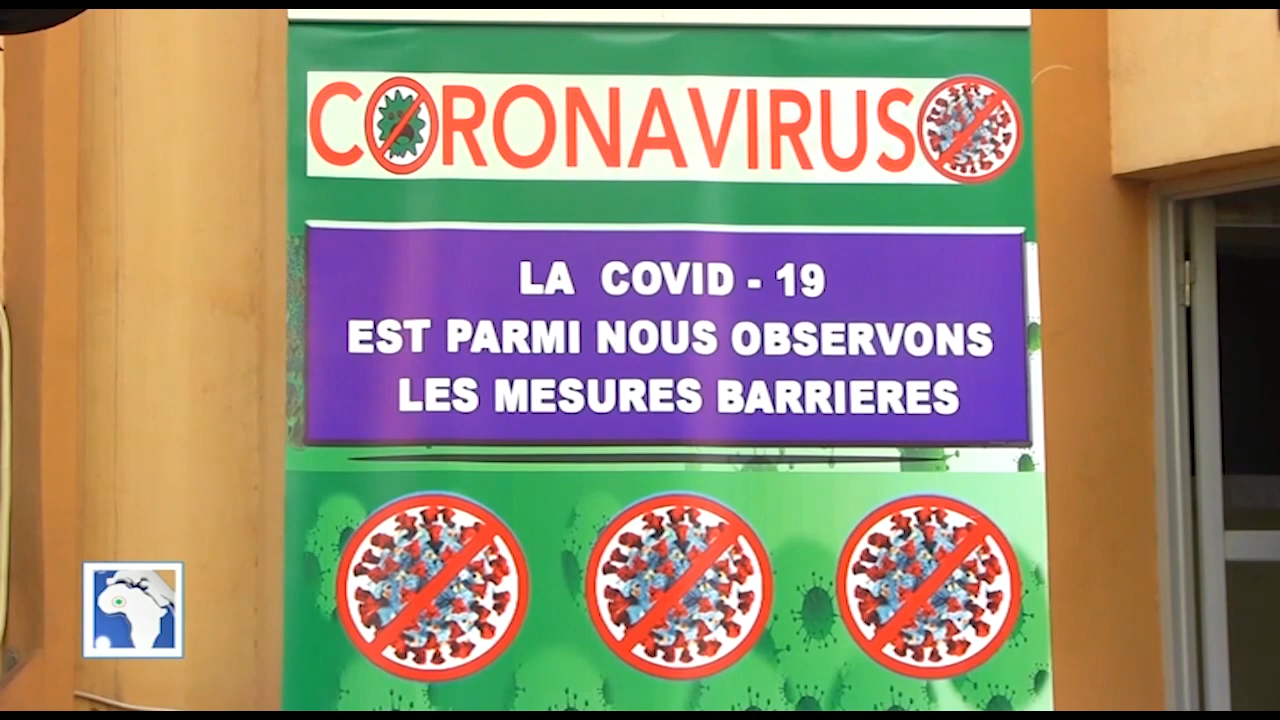 CORONAVIRUS
LA COVID - 19
EST PARMI NOUS OBSERVONS
LES MESURES BARRIERES